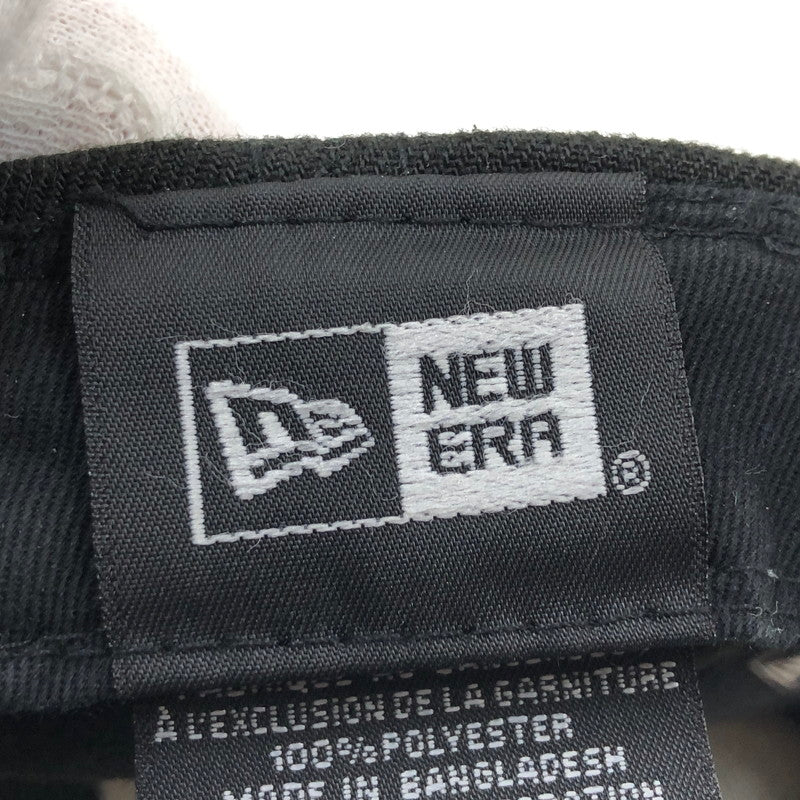 NEW
ERA®
À L'EXCLUSION DE LA GARNITURE
100% POLYESTER
MADE IN BANGLADESH